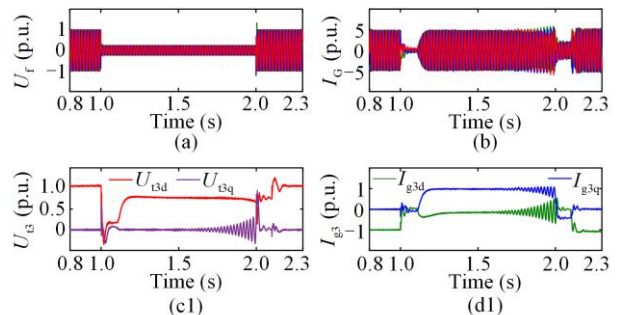 U_f (p.u.)
1
0
−1
0.8 1.0 1.5 2.0 2.3
Time (s)
(a)
I_G (p.u.)
5
0
−5
0.8 1.0 1.5 2.0 2.3
Time (s)
(b)
U_t3 (p.u.)
U_t3d U_t3q
1.0
0.5
0
0.8 1.0 1.5 2.0 2.3
Time (s)
(c1)
I_g3 (p.u.)
I_g3d I_g3q
1
0
−1
0.8 1.0 1.5 2.0 2.3
Time (s)
(d1)